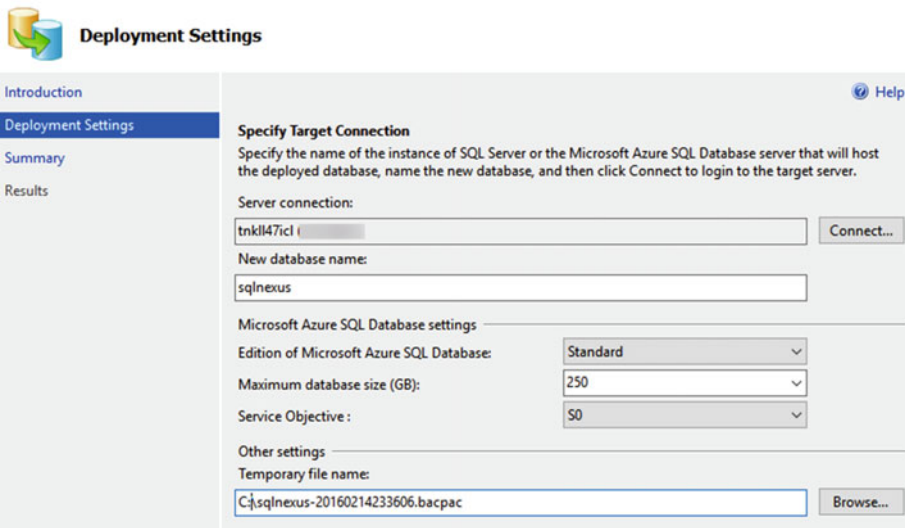 Deployment Settings
Introduction
Help
Deployment Settings
Summary
Results
Specify Target Connection
Specify the name of the instance of SQL Server or the Microsoft Azure SQL Database server that will host
the deployed database, name the new database, and then click Connect to login to the target server.
Server connection:
tnkll47icl (
Connect...
New database name:
sqlnexus
Microsoft Azure SQL Database settings
Edition of Microsoft Azure SQL Database:
Standard
Maximum database size (GB):
250
Service Objective :
S0
Other settings
Temporary file name:
C:\sqlnexus-20160214233606.bacpac
Browse...